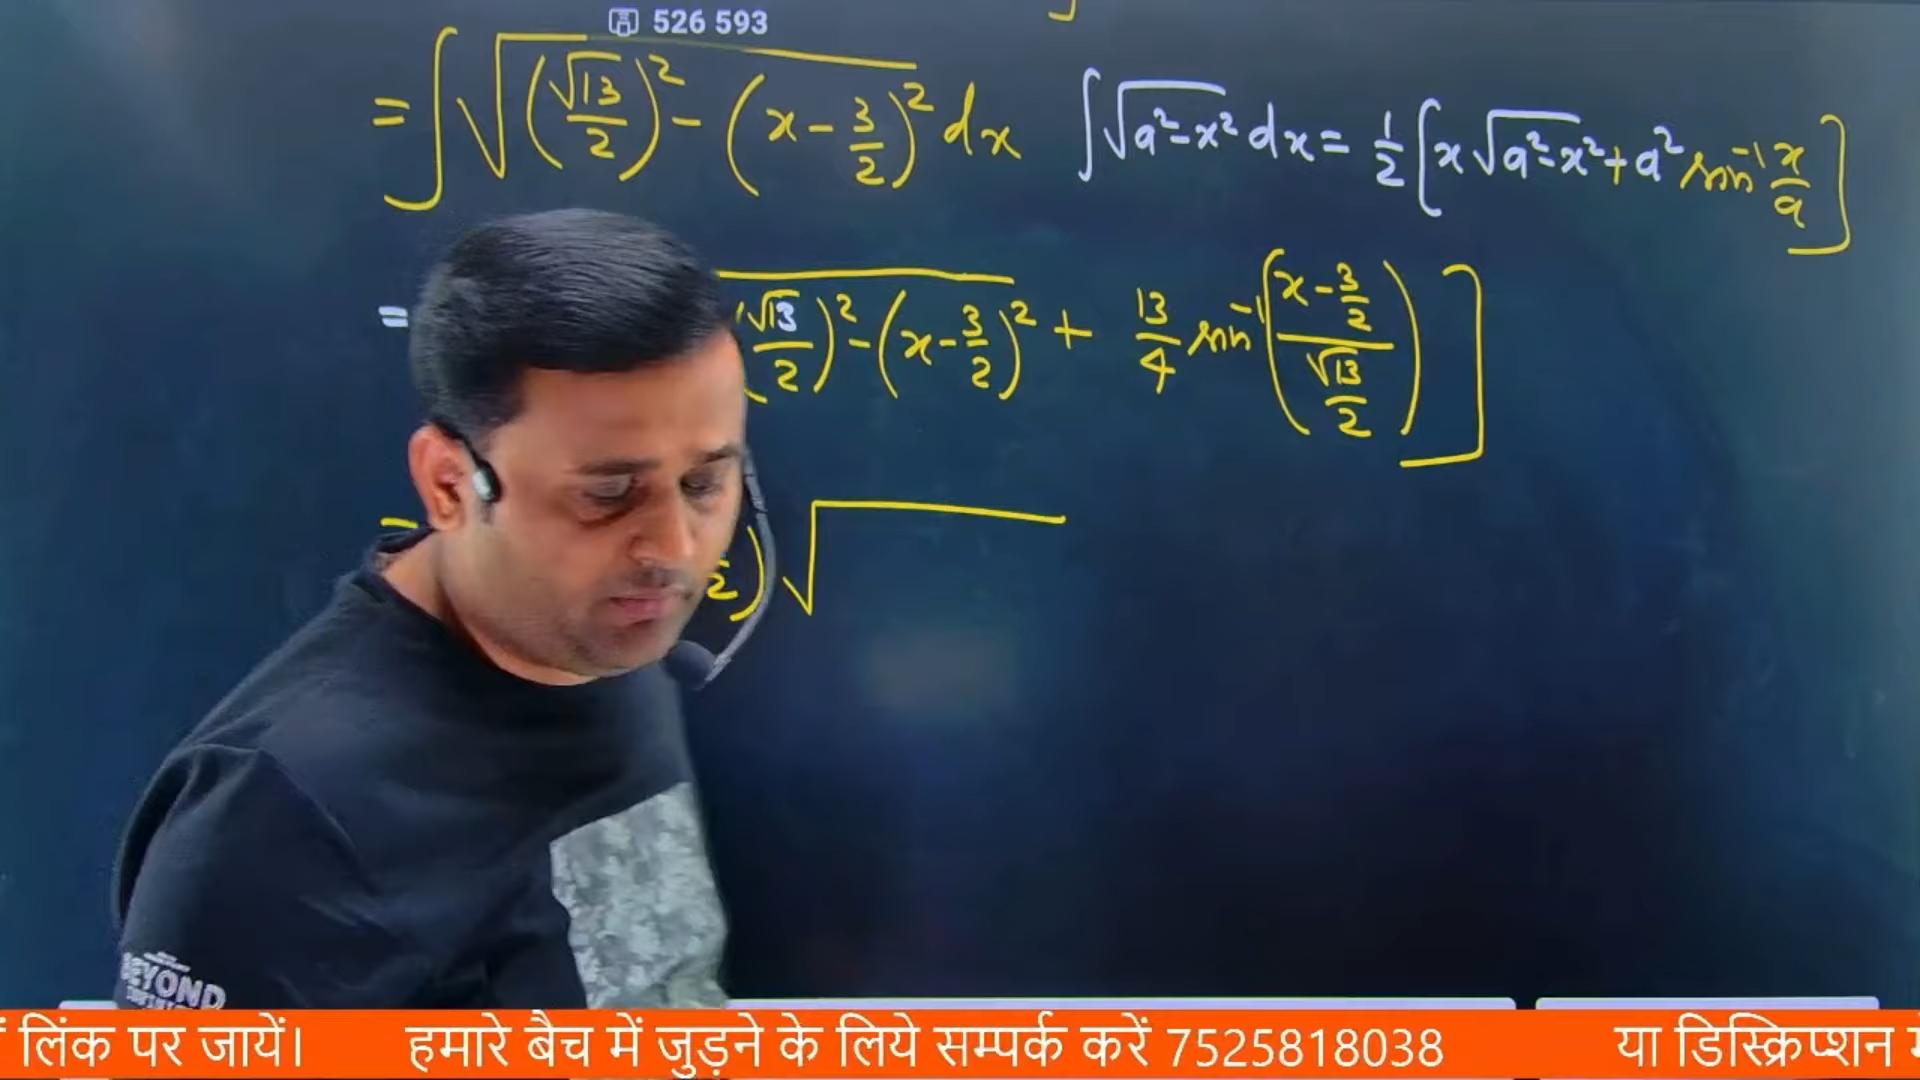 526 593
= ∫ √((√13/2)² - (x - 3/2)²) dx
∫ √(a² - x²) dx = 1/2 [x √(a² - x²) + a² sin⁻¹ x/a]
= (√13/2)² - (x - 3/2)² + 13/4 sin⁻¹((x - 3/2)/(√13/2))]
= 2) √
BEYOND
लिंक पर जायें। हमारे बैच में जुड़ने के लिये सम्पर्क करें 7525818038 या डिस्क्रिप्शन